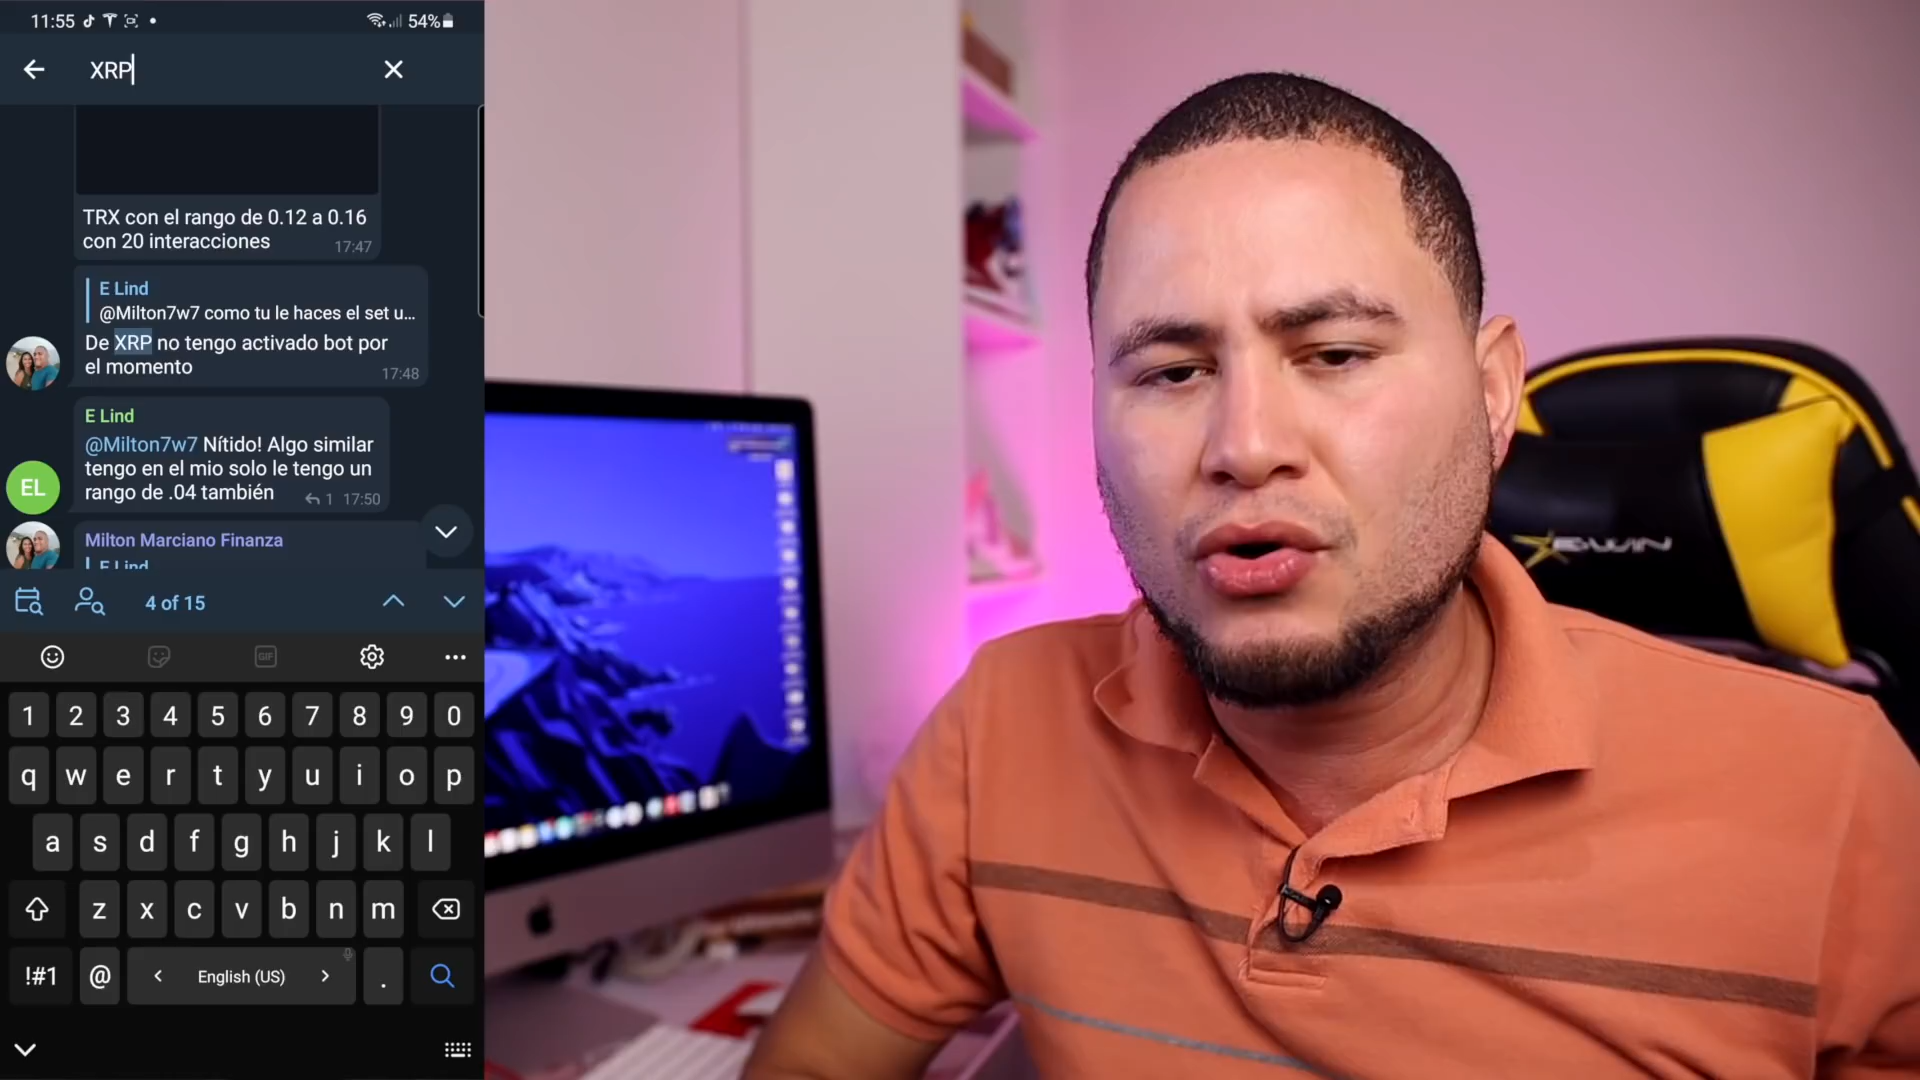 11:55
54%
XRP
TRX con el rango de 0.12 a 0.16
con 20 interacciones
17:47
E Lind
@Milton7w7 como tu le haces el set u...
De XRP no tengo activado bot por
el momento
17:48
E Lind
@Milton7w7 Nítido! Algo similar
tengo en el mio solo le tengo un
rango de .04 también
1 17:50
EL
Milton Marciano Finanza
E Lind
4 of 15
GIF
1 2 3 4 5 6 7 8 9 0
q w e r t y u i o p
a s d f g h j k l
z x c v b n m
!#1 @ < English (US) > .
E-WIN